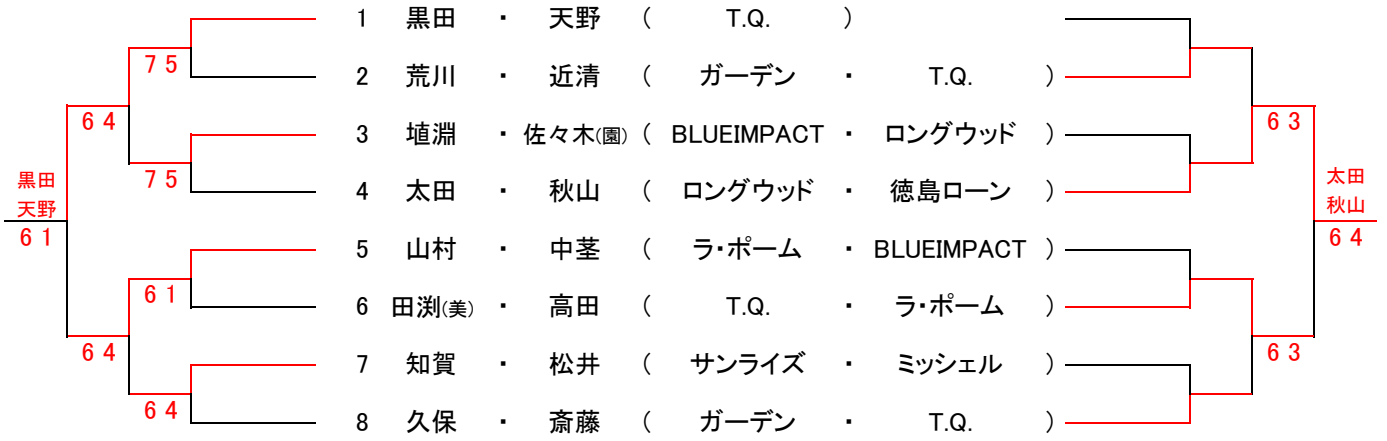 1 黒田 ・ 天野 ( T.Q. )
7 5
2 荒川 ・ 近清 ( ガーデン ・ T.Q. )
6 4
6 3
3 埴淵 ・ 佐々木(園) ( BLUEIMPACT ・ ロングウッド )
7 5
4 太田 ・ 秋山 ( ロングウッド ・ 徳島ローン )
黒田
天野
6 1
太田
秋山
6 4
5 山村 ・ 中茎 ( ラ・ポーム ・ BLUEIMPACT )
6 1
6 田渕(美) ・ 高田 ( T.Q. ・ ラ・ポーム )
6 4
6 3
7 知賀 ・ 松井 ( サンライズ ・ ミッシェル )
6 4
8 久保 ・ 斎藤 ( ガーデン ・ T.Q. )